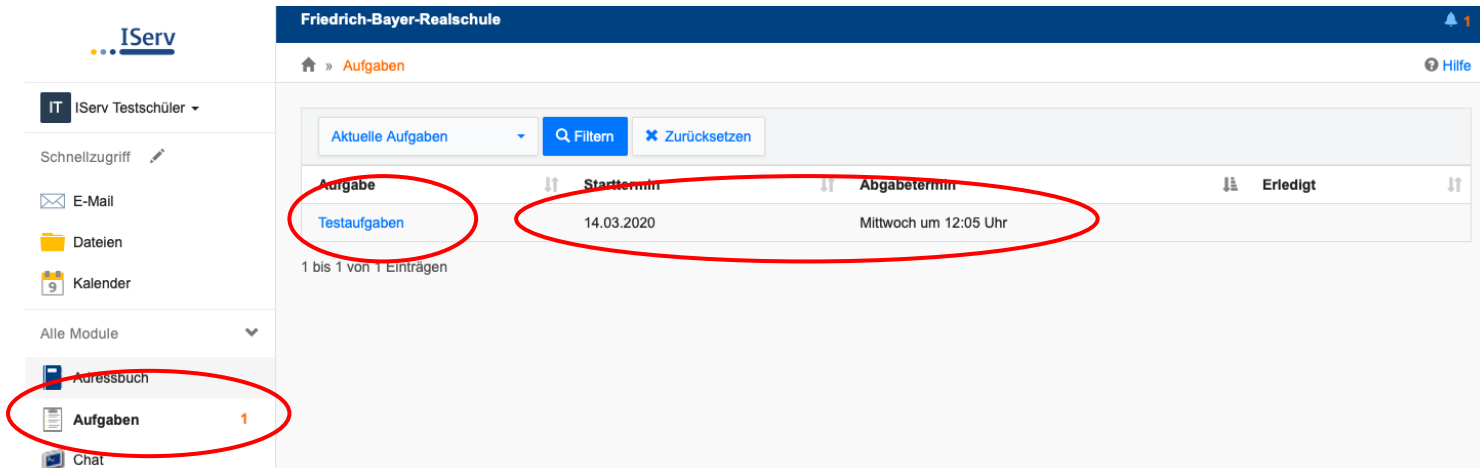 IServ
Friedrich-Bayer-Realschule
1
» Aufgaben
Hilfe
IT IServ Testschüler
Schnellzugriff
E-Mail
Dateien
9 Kalender
Alle Module
Adressbuch
Aufgaben 1
Chat
Aktuelle Aufgaben Filtern Zurücksetzen
Aufgabe Starttermin Abgabetermin Erledigt
Testaufgaben 14.03.2020 Mittwoch um 12:05 Uhr
1 bis 1 von 1 Einträgen